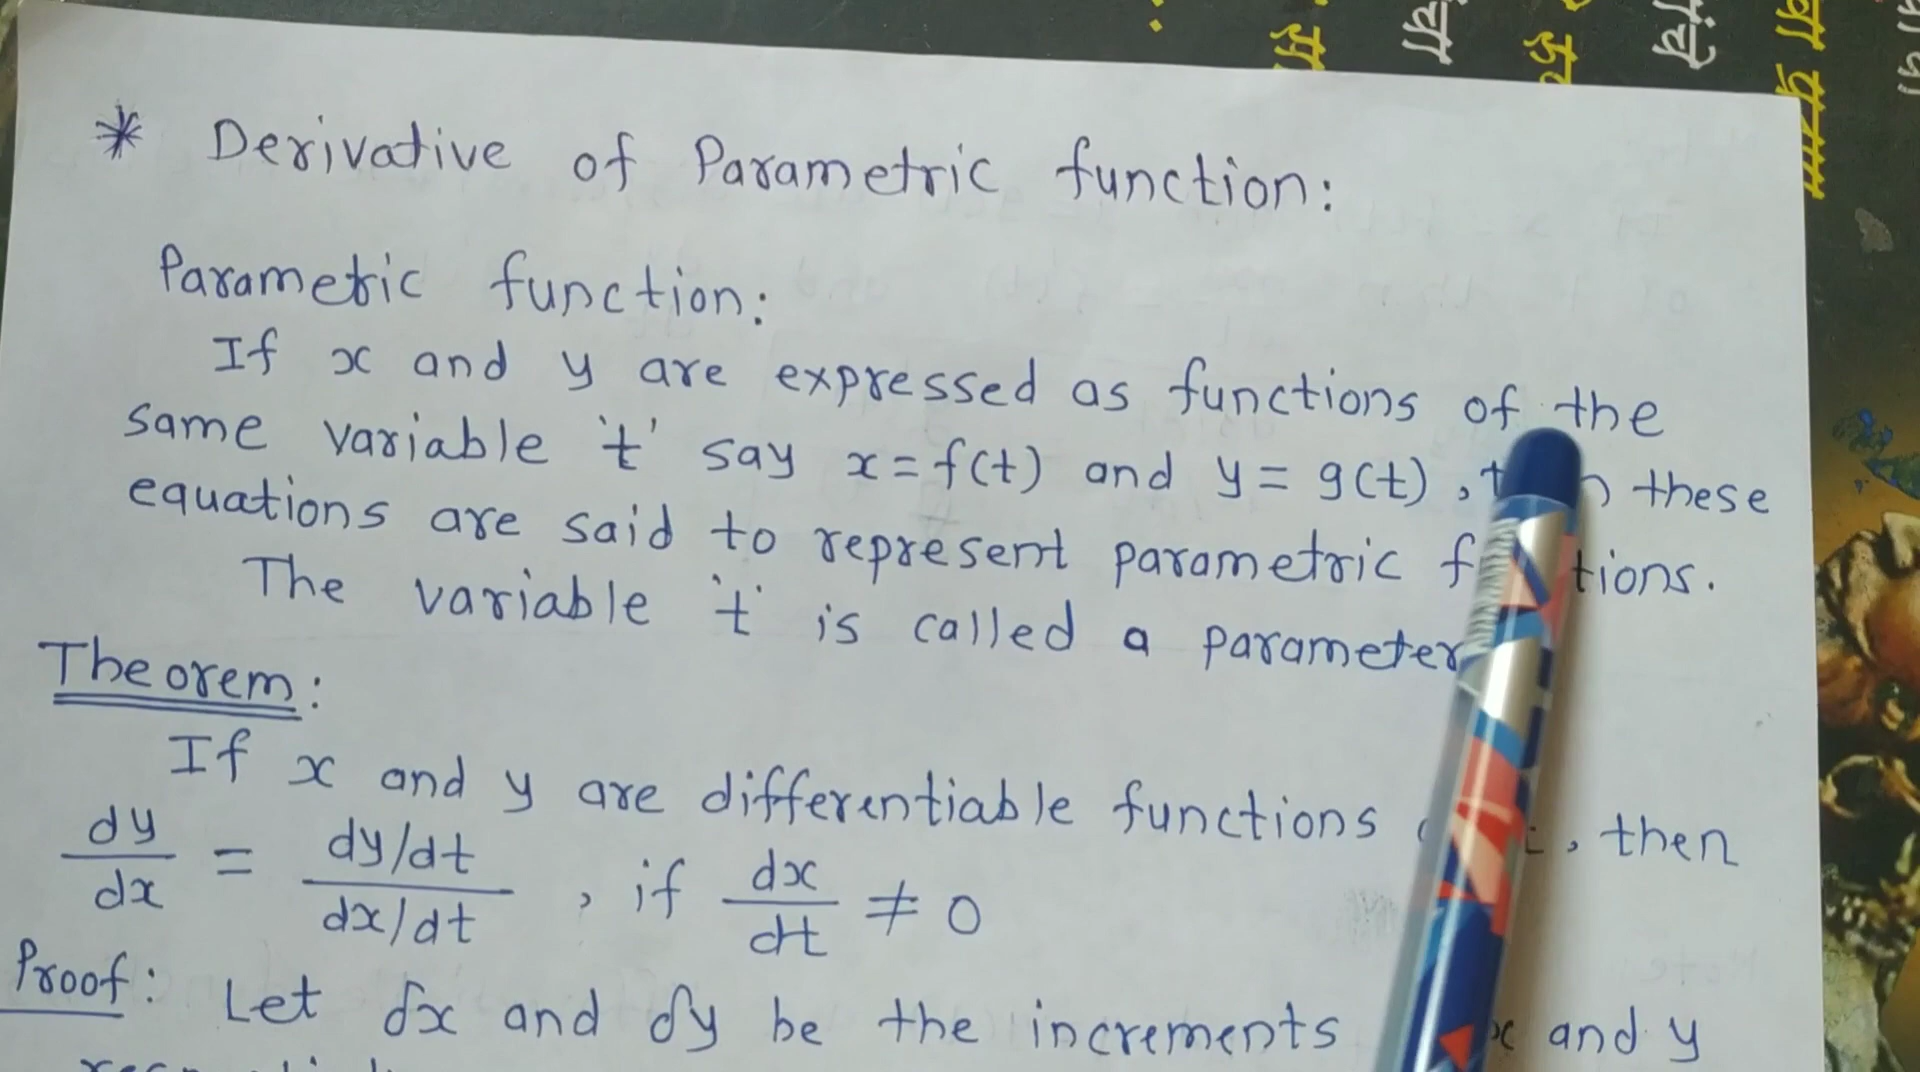 * Derivative of Parametric function:
Parametric function:
If x and y are expressed as functions of the
same variable 't' say x = f(t) and y = g(t), these
equations are said to represent parametric
The variable 't' is called a parameter
Theorem:
If x and y are differentiable functions t, then
dy/dx = (dy/dt)/(dx/dt), if dx/dt ≠ 0
Proof: Let δx and δy be the increments x and y